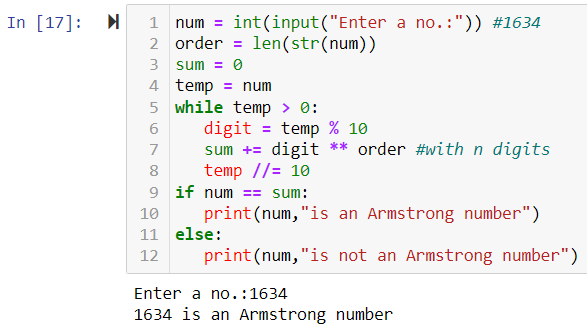 In [17]:
1 num = int(input("Enter a no.:")) #1634
2 order = len(str(num))
3 sum = 0
4 temp = num
5 while temp > 0:
6    digit = temp % 10
7    sum += digit ** order #with n digits
8    temp //= 10
9 if num == sum:
10    print(num,"is an Armstrong number")
11 else:
12    print(num,"is not an Armstrong number")
Enter a no.:1634
1634 is an Armstrong number